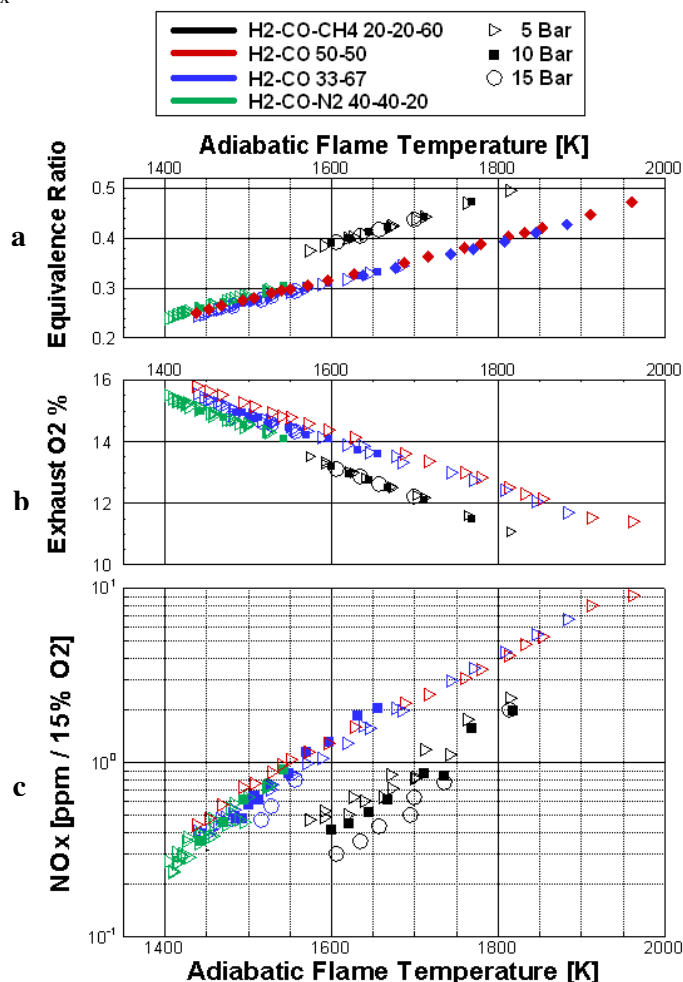 x
H2-CO-CH4 20-20-60 5 Bar
H2-CO 50-50 10 Bar
H2-CO 33-67 15 Bar
H2-CO-N2 40-40-20
Adiabatic Flame Temperature [K]
1400 1600 1800 2000
a
Equivalence Ratio
0.5
0.4
0.3
0.2
1400 1600 1800 2000
b
Exhaust O2 %
16
14
12
10
c
NOx [ppm / 15% O2]
10^1
10^0
10^-1
1400 1600 1800 2000
Adiabatic Flame Temperature [K]